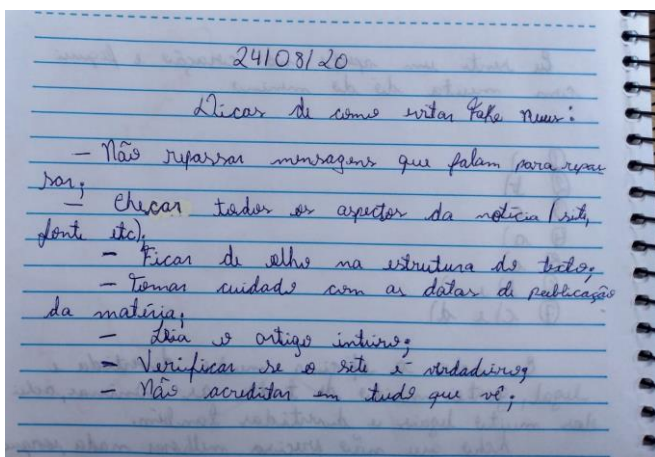 24/08/20
Dicas de como evitar Fake News:
- Não repassar mensagens que falam para repas
sar;
- Checar todos os aspectos da notícia (site,
fonte etc);
- Ficar de olho na estrutura do texto;
- Tomar cuidado com as datas de publicação
da matéria;
- Leia o artigo inteiro;
- Verificar se o site é verdadeiro;
- Não acreditar em tudo que vê;